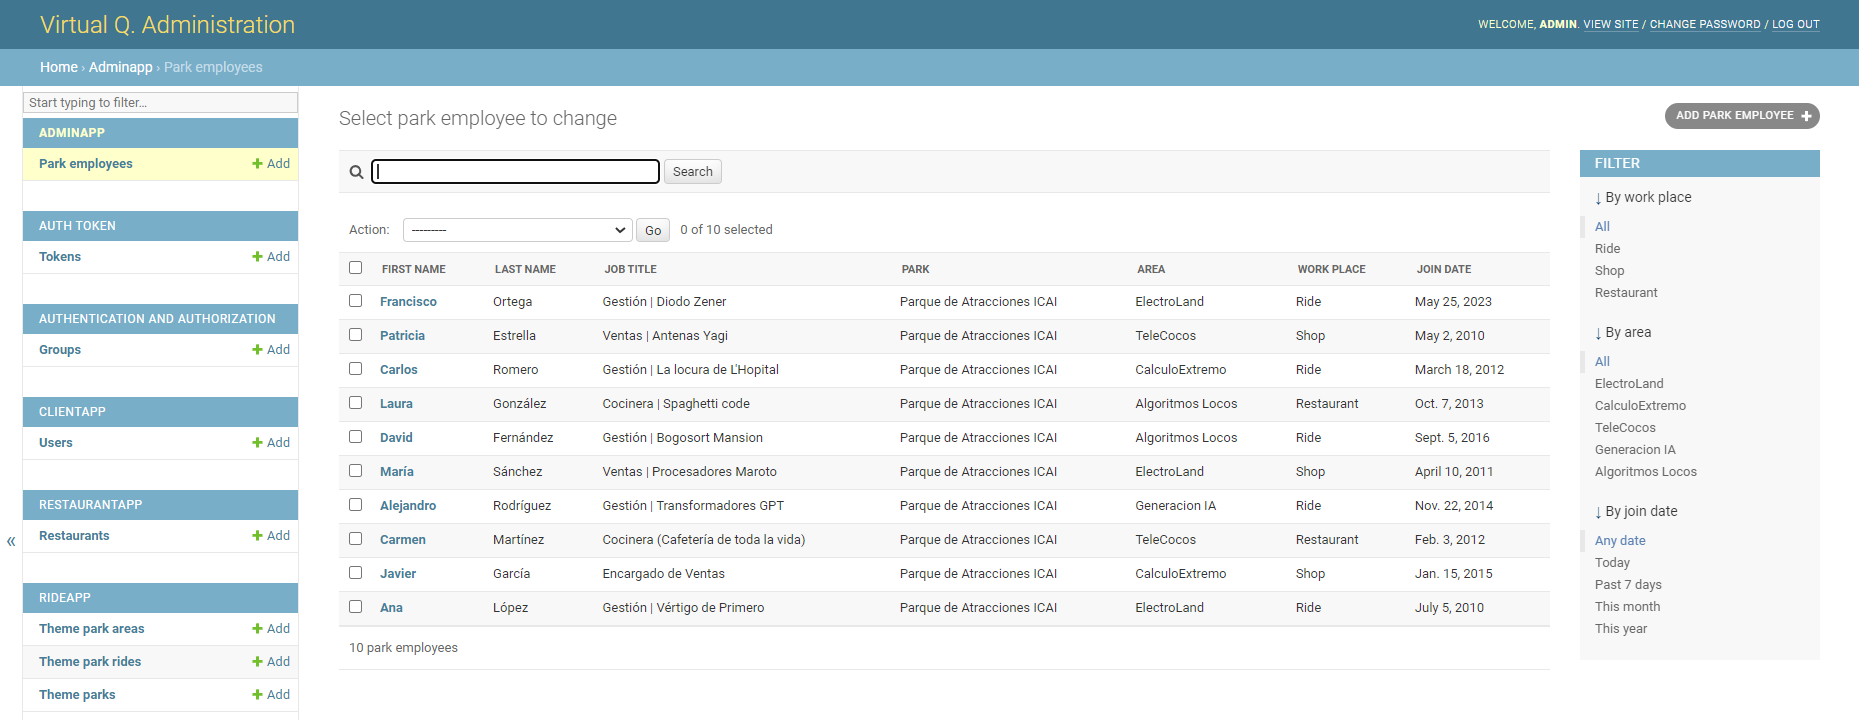 Virtual Q. Administration
WELCOME, ADMIN. VIEW SITE / CHANGE PASSWORD / LOG OUT
Home › Adminapp › Park employees
Start typing to filter...
ADMINAPP
Park employees + Add
AUTH TOKEN
Tokens + Add
AUTHENTICATION AND AUTHORIZATION
Groups + Add
CLIENTAPP
Users + Add
RESTAURANTAPP
Restaurants + Add
«
RIDEAPP
Theme park areas + Add
Theme park rides + Add
Theme parks + Add
Select park employee to change
ADD PARK EMPLOYEE +
Search
Action: --------- Go 0 of 10 selected
FIRST NAME LAST NAME JOB TITLE PARK AREA WORK PLACE JOIN DATE
Francisco Ortega Gestión | Diodo Zener Parque de Atracciones ICAI ElectroLand Ride May 25, 2023
Patricia Estrella Ventas | Antenas Yagi Parque de Atracciones ICAI TeleCocos Shop May 2, 2010
Carlos Romero Gestión | La locura de L'Hopital Parque de Atracciones ICAI CalculoExtremo Ride March 18, 2012
Laura González Cocinera | Spaghetti code Parque de Atracciones ICAI Algoritmos Locos Restaurant Oct. 7, 2013
David Fernández Gestión | Bogosort Mansion Parque de Atracciones ICAI Algoritmos Locos Ride Sept. 5, 2016
María Sánchez Ventas | Procesadores Maroto Parque de Atracciones ICAI ElectroLand Shop April 10, 2011
Alejandro Rodríguez Gestión | Transformadores GPT Parque de Atracciones ICAI Generacion IA Ride Nov. 22, 2014
Carmen Martínez Cocinera (Cafetería de toda la vida) Parque de Atracciones ICAI TeleCocos Restaurant Feb. 3, 2012
Javier García Encargado de Ventas Parque de Atracciones ICAI CalculoExtremo Shop Jan. 15, 2015
Ana López Gestión | Vértigo de Primero Parque de Atracciones ICAI ElectroLand Ride July 5, 2010
10 park employees
FILTER
↓ By work place
All
Ride
Shop
Restaurant
↓ By area
All
ElectroLand
CalculoExtremo
TeleCocos
Generacion IA
Algoritmos Locos
↓ By join date
Any date
Today
Past 7 days
This month
This year